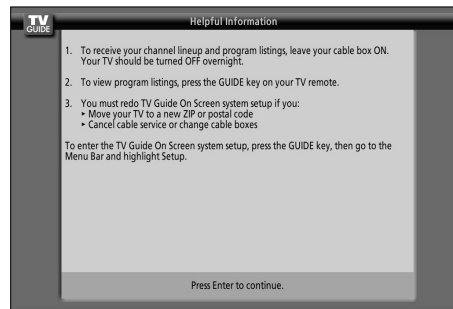 TV
GUIDE
Helpful Information
1. To receive your channel lineup and program listings, leave your cable box ON.
Your TV should be turned OFF overnight.
2. To view program listings, press the GUIDE key on your TV remote.
3. You must redo TV Guide On Screen system setup if you:
▸ Move your TV to a new ZIP or postal code
▸ Cancel cable service or change cable boxes
To enter the TV Guide On Screen system setup, press the GUIDE key, then go to the
Menu Bar and highlight Setup.
Press Enter to continue.